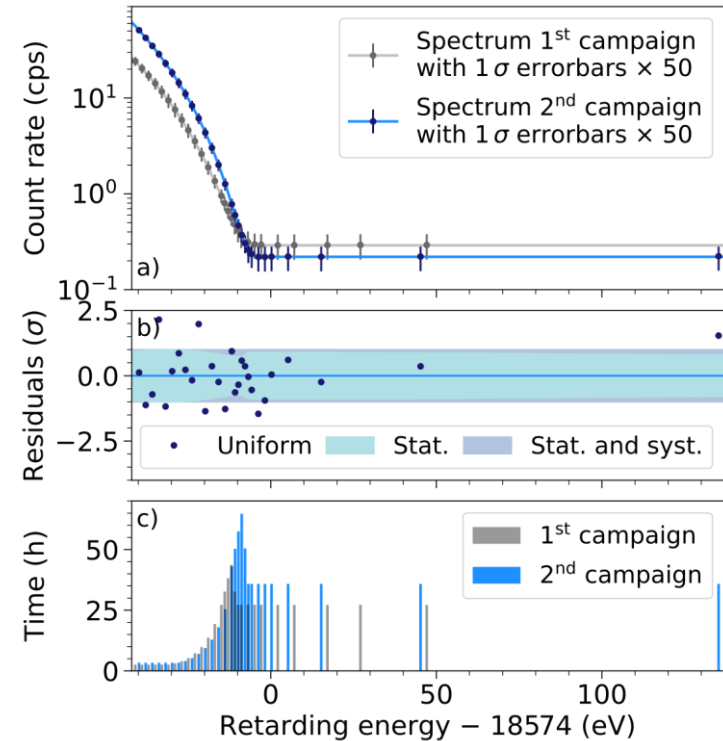 Count rate (cps)
10¹
10⁰
10⁻¹
a)
Spectrum 1ˢᵗ campaign
with 1 σ errorbars × 50
Spectrum 2ⁿᵈ campaign
with 1 σ errorbars × 50
Residuals (σ)
2.5
0.0
−2.5
b)
Uniform
Stat.
Stat. and syst.
Time (h)
50
25
0
c)
1ˢᵗ campaign
2ⁿᵈ campaign
0
50
100
Retarding energy − 18574 (eV)